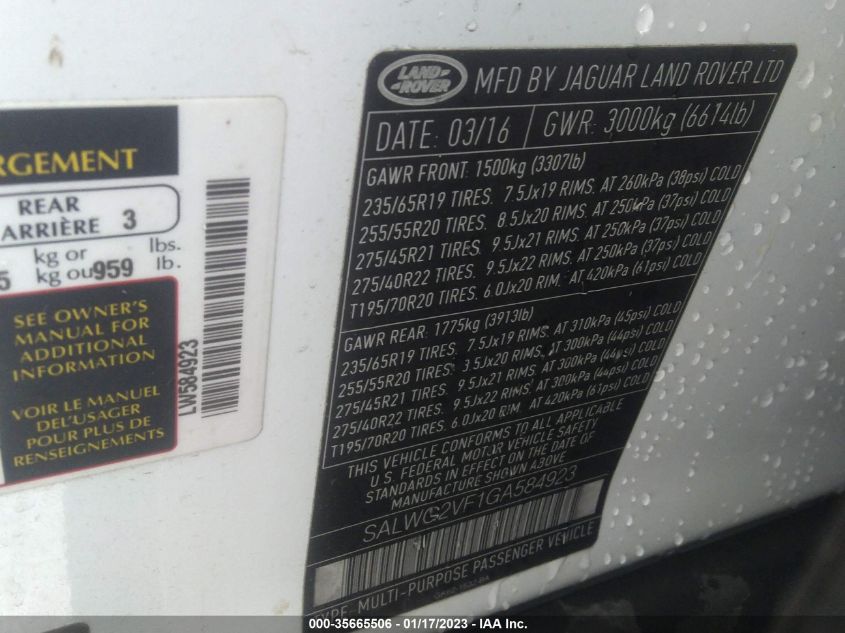 RGEMENT
REAR
ARRIÈRE 3
kg or lbs.
5 kg ou 959 lb.
SEE OWNER'S
MANUAL FOR
ADDITIONAL
INFORMATION
VOIR LE MANUEL
DEL'USAGER
POUR PLUS DE
RENSEIGNEMENTS
LW584923
LAND
ROVER
MFD BY JAGUAR LAND ROVER LTD
DATE: 03/16 GWR: 3000kg (6614lb)
GAWR FRONT: 1500kg (3307lb)
235/65R19 TIRES. 7.5Jx19 RIMS. AT 260kPa (38psi) COLD
255/55R20 TIRES. 8.5Jx20 RIMS. AT 250kPa (37psi) COLD
275/45R21 TIRES. 9.5Jx21 RIMS. AT 250kPa (37psi) COLD
275/40R22 TIRES. 9.5Jx22 RIMS. AT 250kPa (37psi) COLD
T195/70R20 TIRES. 6.0Jx20 RIM. AT 420kPa (61psi) COLD
GAWR REAR: 1775kg (3913lb)
235/65R19 TIRES. 7.5Jx19 RIMS. AT 310kPa (45psi) COLD
255/55R20 TIRES. 8.5Jx20 RIMS. AT 300kPa (44psi) COLD
275/45R21 TIRES. 9.5Jx21 RIMS. AT 300kPa (44psi) COLD
275/40R22 TIRES. 9.5Jx22 RIMS. AT 300kPa (44psi) COLD
T195/70R20 TIRES. 6.0Jx20 RIM. AT 420kPa (61psi) COLD
THIS VEHICLE CONFORMS TO ALL APPLICABLE
U.S. FEDERAL MOTOR VEHICLE SAFETY
STANDARDS IN EFFECT ON THE DATE OF
MANUFACTURE SHOWN ABOVE
SALWG2VF1GA584923
TYPE. MULTI-PURPOSE PASSENGER VEHICLE
000-35665506 - 01/17/2023 - IAA Inc.